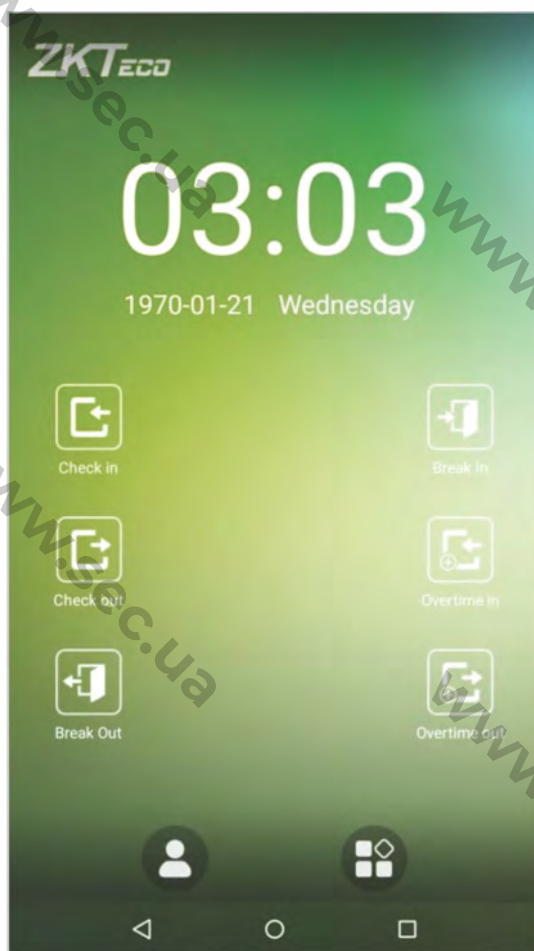 ZKTECO
03:03
1970-01-21 Wednesday
Check in
Break In
Check out
Overtime in
Break Out
Overtime out
www.sec.ua
www.sec.ua